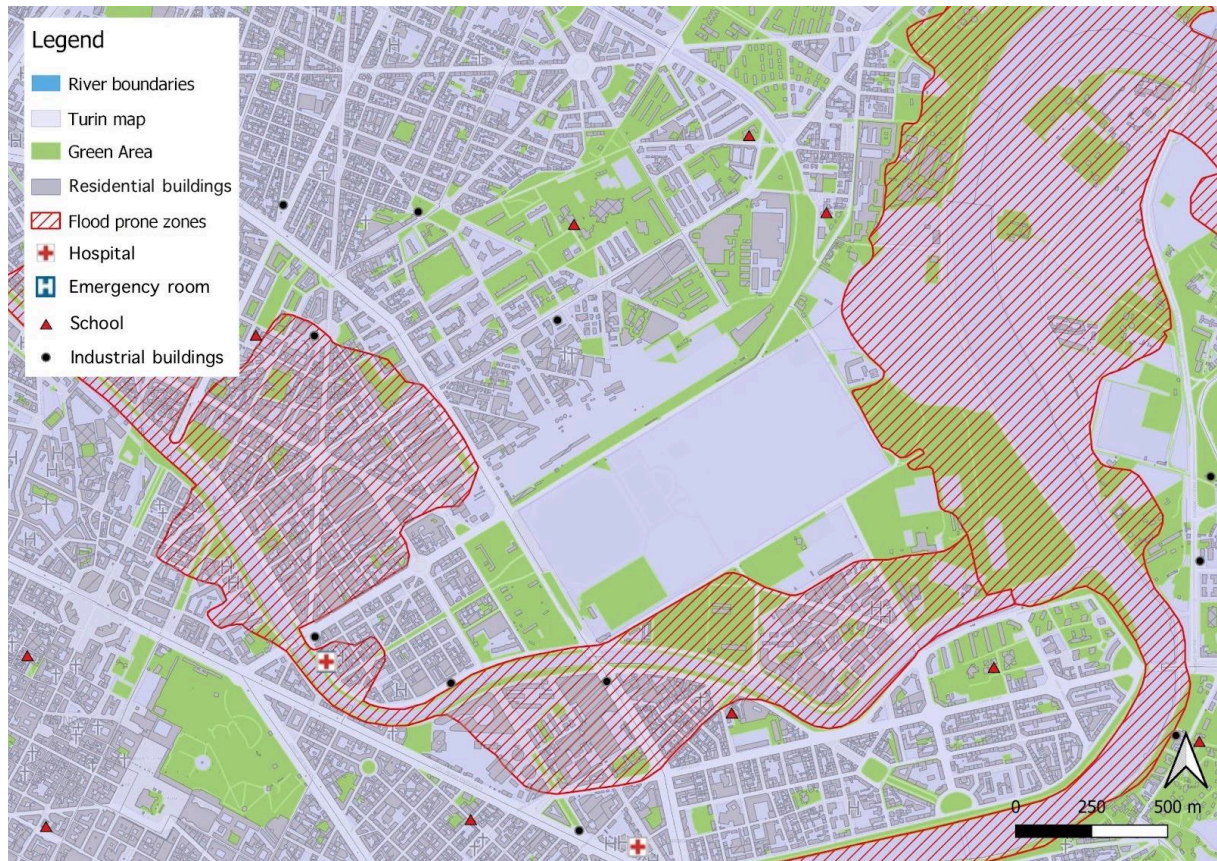 Legend
River boundaries
Turin map
Green Area
Residential buildings
Flood prone zones
Hospital
H Emergency room
School
Industrial buildings
0 250 500 m